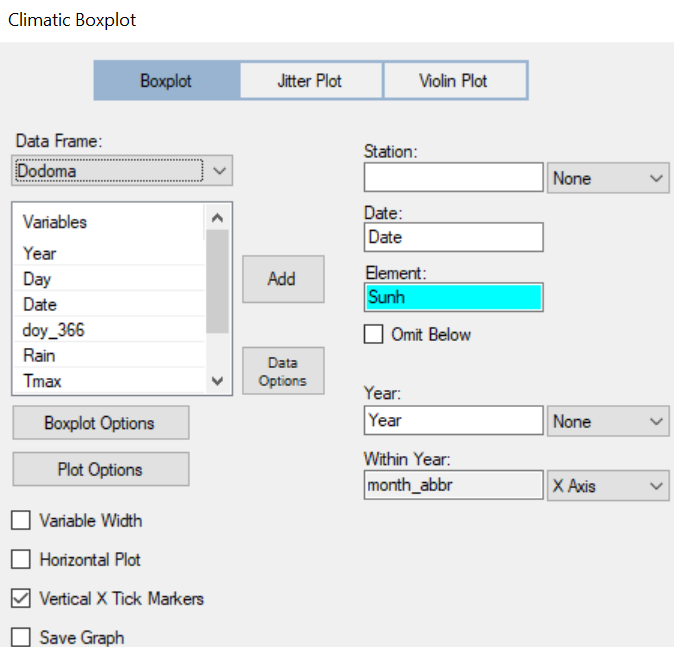 Climatic Boxplot
Boxplot
Jitter Plot
Violin Plot
Data Frame:
Dodoma
Variables
Year
Day
Date
doy_366
Rain
Tmax
Add
Data
Options
Boxplot Options
Plot Options
Variable Width
Horizontal Plot
Vertical X Tick Markers
Save Graph
Station:
None
Date:
Date
Element:
Sunh
Omit Below
Year:
Year
None
Within Year:
month_abbr
X Axis